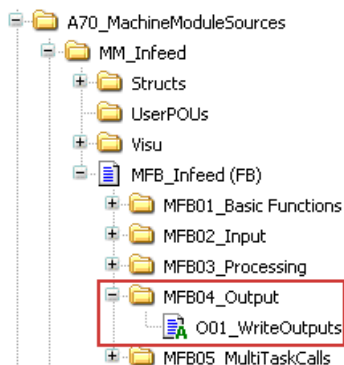 A70_MachineModuleSources
MM_Infeed
Structs
UserPOUs
Visu
MFB_Infeed (FB)
MFB01_Basic Functions
MFB02_Input
MFB03_Processing
MFB04_Output
O01_WriteOutputs
MFB05_MultiTaskCalls